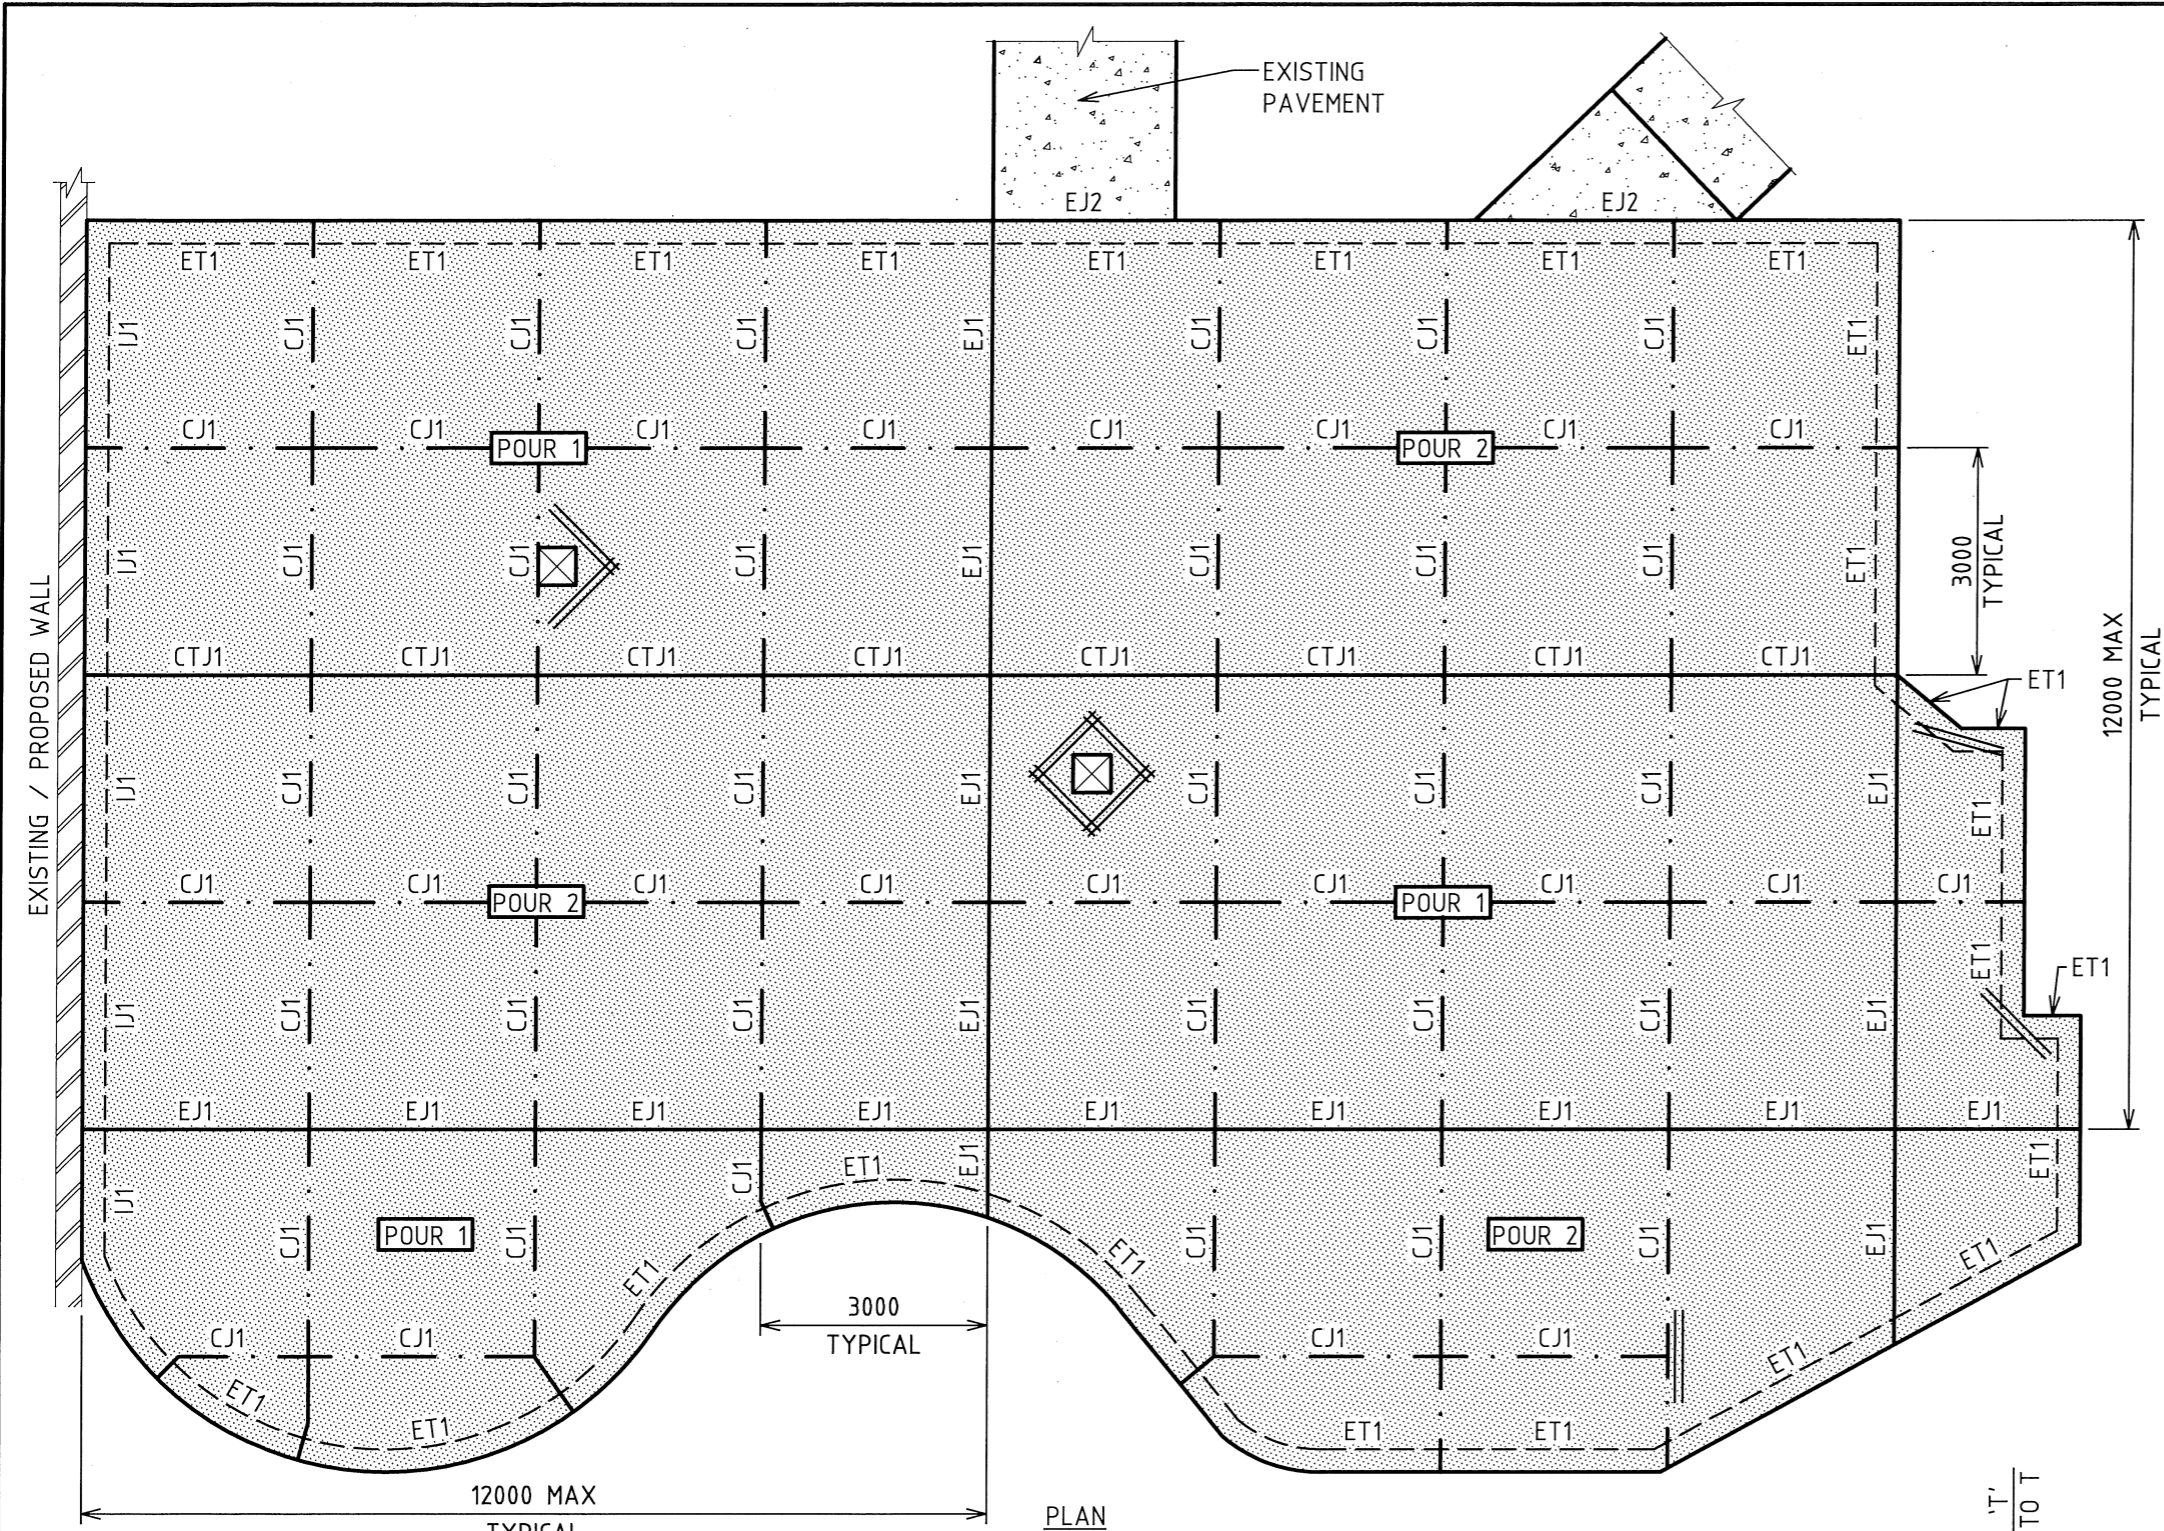 EXISTING
PAVEMENT
EJ2 EJ2
ET1 ET1 ET1 ET1 ET1 ET1 ET1 ET1
IJ1 CJ1 CJ1 CJ1 EJ1 CJ1 CJ1 CJ1 ET1
CJ1 CJ1 CJ1 CJ1 CJ1 CJ1 CJ1 CJ1
POUR 1 POUR 2
IJ1 CJ1 CJ1 CJ1 EJ1 CJ1 CJ1 CJ1 ET1
3000
TYPICAL
EXISTING / PROPOSED WALL
CTJ1 CTJ1 CTJ1 CTJ1 CTJ1 CTJ1 CTJ1 CTJ1
ET1
12000 MAX
TYPICAL
IJ1 CJ1 CJ1 CJ1 EJ1 CJ1 CJ1 CJ1 EJ1 ET1
CJ1 CJ1 CJ1 CJ1 CJ1 CJ1 CJ1 CJ1 CJ1
POUR 2 POUR 1
ET1 ET1
IJ1 CJ1 CJ1 CJ1 EJ1 CJ1 CJ1 CJ1 EJ1
EJ1 EJ1 EJ1 EJ1 EJ1 EJ1 EJ1 EJ1 EJ1
CJ1 ET1 EJ1 ET1
IJ1 CJ1 CJ1 CJ1 CJ1 CJ1 EJ1
POUR 1 POUR 2
ET1 ET1 ET1
3000
TYPICAL
CJ1 CJ1 CJ1 CJ1
ET1 ET1 ET1 ET1 ET1
12000 MAX
TYPICAL
PLAN
'T'
TO T